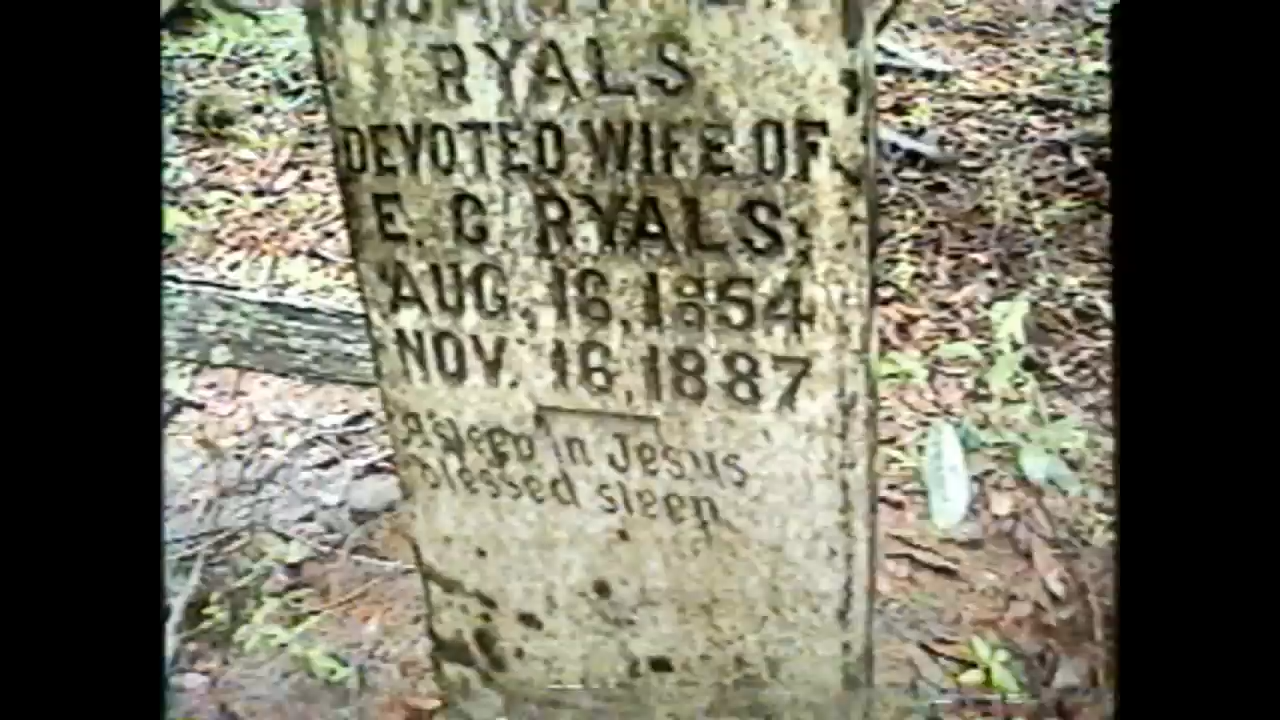 RYALS
DEVOTED WIFE OF
E. C. RYALS.
AUG. 16, 1854
NOV. 16, 1887
Asleep in Jesus
blessed sleep